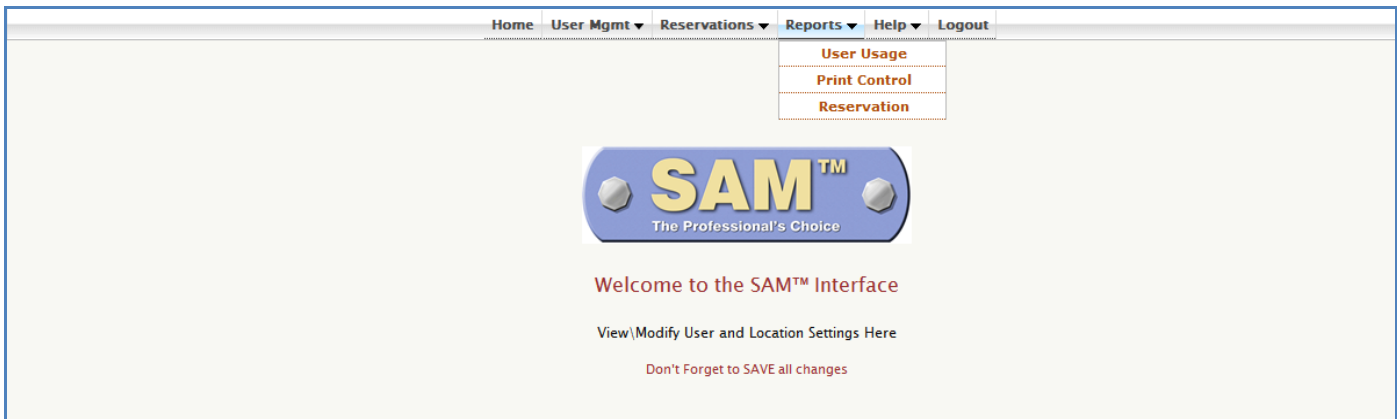 Home User Mgmt Reservations Reports Help Logout
User Usage
Print Control
Reservation
SAM™
The Professional's Choice
Welcome to the SAM™ Interface
View\Modify User and Location Settings Here
Don't Forget to SAVE all changes